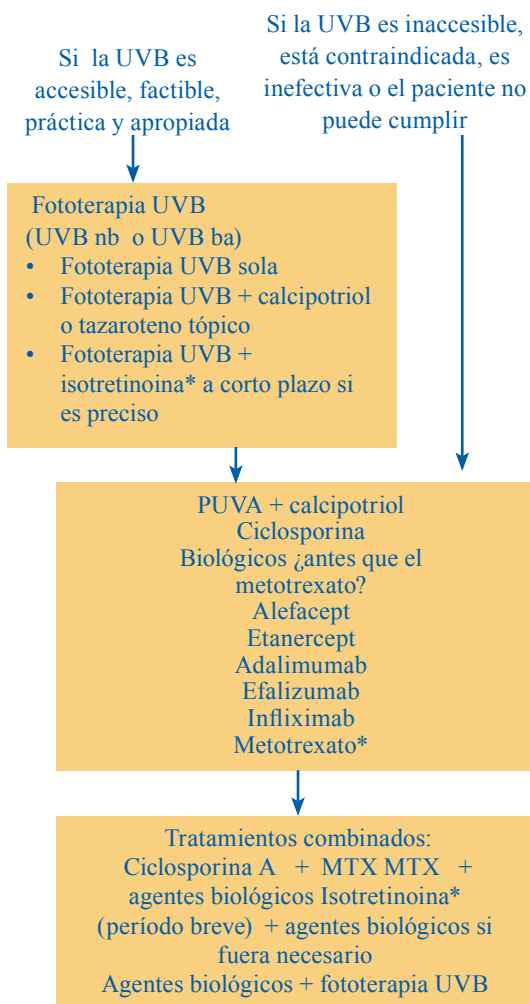 Si la UVB es
accesible, factible,
práctica y apropiada
Si la UVB es inaccesible,
está contraindicada, es
inefectiva o el paciente no
puede cumplir
Fototerapia UVB
(UVB nb o UVB ba)
• Fototerapia UVB sola
• Fototerapia UVB + calcipotriol
o tazaroteno tópico
• Fototerapia UVB +
isotretinoina* a corto plazo si
es preciso
PUVA + calcipotriol
Ciclosporina
Biológicos ¿antes que el
metotrexato?
Alefacept
Etanercept
Adalimumab
Efalizumab
Infliximab
Metotrexato*
Tratamientos combinados:
Ciclosporina A + MTX MTX +
agentes biológicos Isotretinoina*
(período breve) + agentes biológicos si
fuera necesario
Agentes biológicos + fototerapia UVB